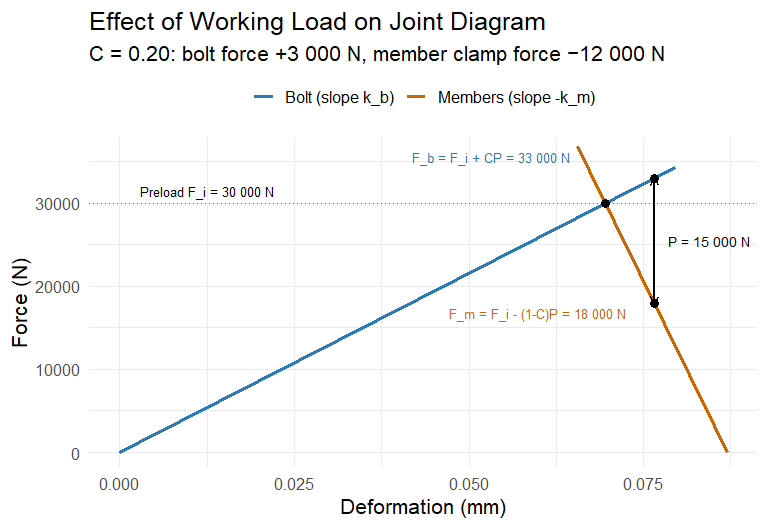 Effect of Working Load on Joint Diagram
C = 0.20: bolt force +3 000 N, member clamp force −12 000 N
Bolt (slope k_b)
Members (slope -k_m)
F_b = F_i + CP = 33 000 N
Preload F_i = 30 000 N
P = 15 000 N
F_m = F_i - (1-C)P = 18 000 N
Force (N)
30000
20000
10000
0
0.000
0.025
0.050
0.075
Deformation (mm)